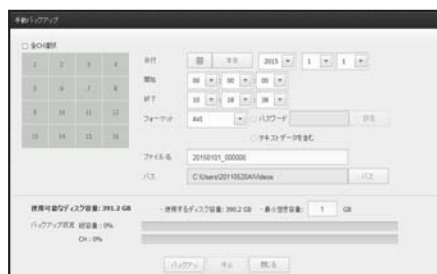 手動バックアップ
全CH選択
1 2 3 4
5 6 7 8
9 10 11 12
13 14 15 16
日付 本日 2015 1 1
開始 00 : 00 : 00
終了 10 : 38 : 38
フォーマット AVI パスワード 設定
テキストデータを含む
ファイル名 20150101_000000
パス C:\Users\20110520A\Videos パス
使用可能なディスク容量: 391.2 GB - 使用するディスク容量: 390.2 GB - 最小空き容量: 1 GB
バックアップ状況 総容量 : 0%
CH : 0%
バックアップ 中止 閉じる